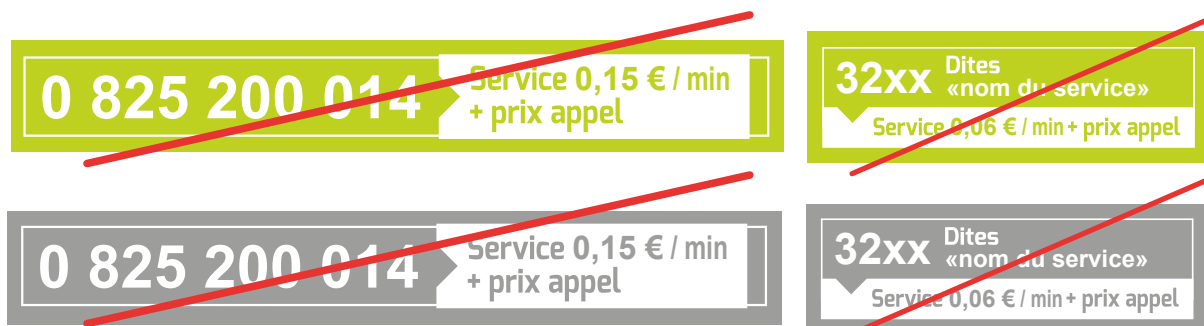 0 825 200 014
Service 0,15 € / min
+ prix appel
32xx Dites
«nom du service»
Service 0,06 € / min + prix appel
0 825 200 014
Service 0,15 € / min
+ prix appel
32xx Dites
«nom du service»
Service 0,06 € / min + prix appel